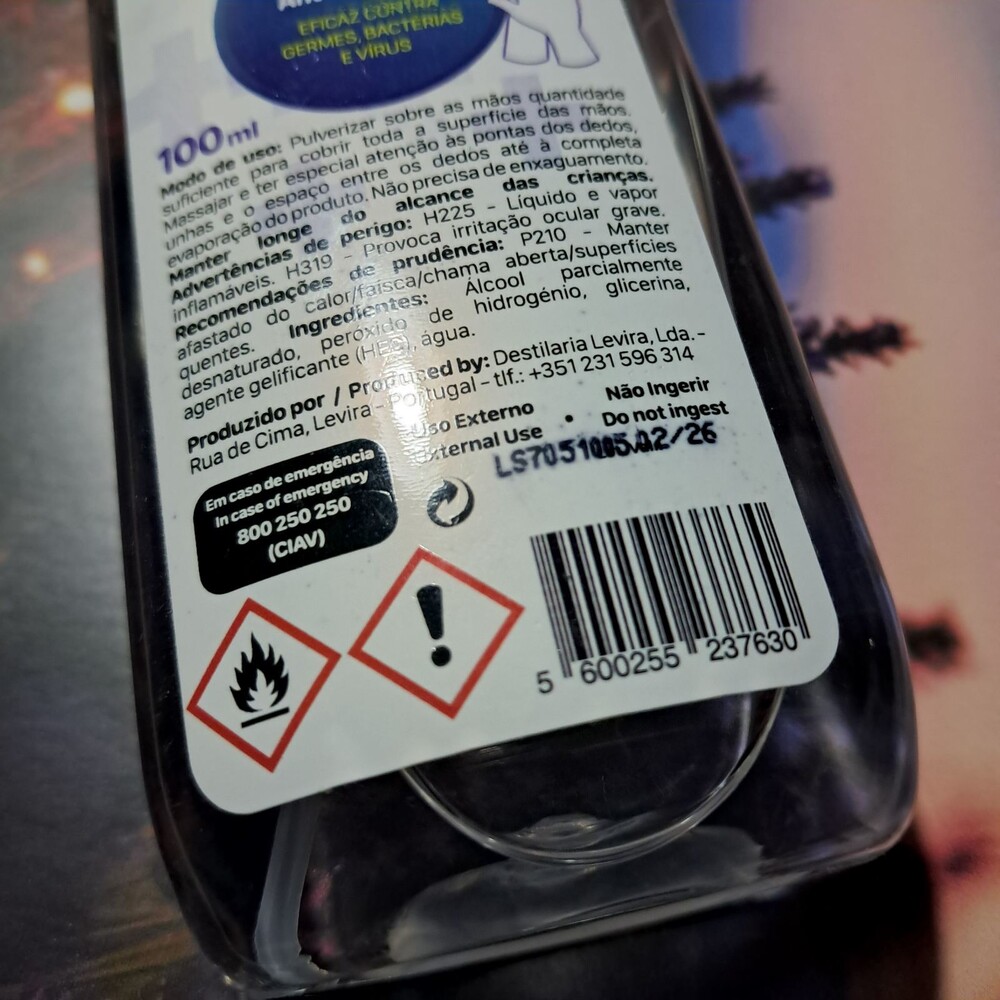 EFICAZ CONTRA
GERMES, BACTÉRIAS
E VÍRUS
100 ml
Modo de uso: Pulverizar sobre as mãos quantidade
suficiente para cobrir toda a superfície das mãos.
Massajar e ter especial atenção às pontas dos dedos,
unhas e o espaço entre os dedos até à completa
evaporação do produto. Não precisa de enxaguamento.
Manter longe do alcance das crianças.
Advertências de perigo: H225 - Líquido e vapor
inflamáveis. H319 - Provoca irritação ocular grave.
Recomendações de prudência: P210 - Manter
afastado do calor/faísca/chama aberta/superfícies
quentes. Ingredientes: Álcool parcialmente
desnaturado, peróxido de hidrogénio, glicerina,
agente gelificante (HEC), água.
Produzido por / Produced by: Destilaria Levira, Lda. -
Rua de Cima, Levira - Portugal - tlf.: +351 231 596 314
Uso Externo • Não Ingerir
External Use Do not ingest
02/26
Em caso de emergência
In case of emergency
800 250 250
(CIAV)
5 600255 237630